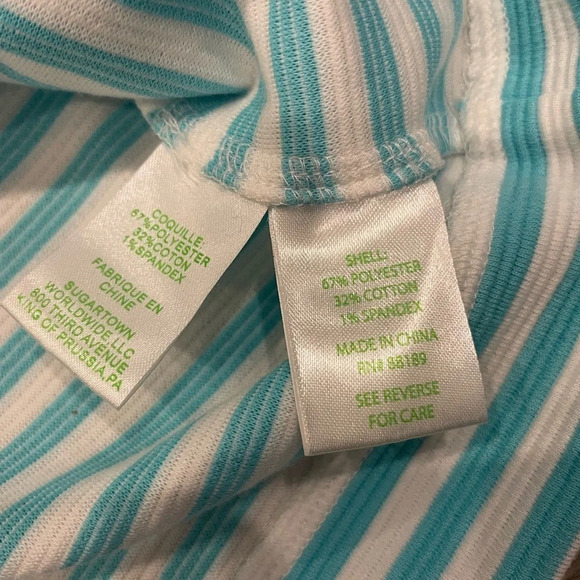 COQUILLE:
67% POLYESTER
32% COTON
1% SPANDEX
FABRIQUE EN
CHINE
SUGARTOWN
WORLDWIDE, LLC
800 THIRD AVENUE
KING OF PRUSSIA, PA
SHELL:
67% POLYESTER
32% COTTON
1% SPANDEX
MADE IN CHINA
RN# 88189
SEE REVERSE
FOR CARE